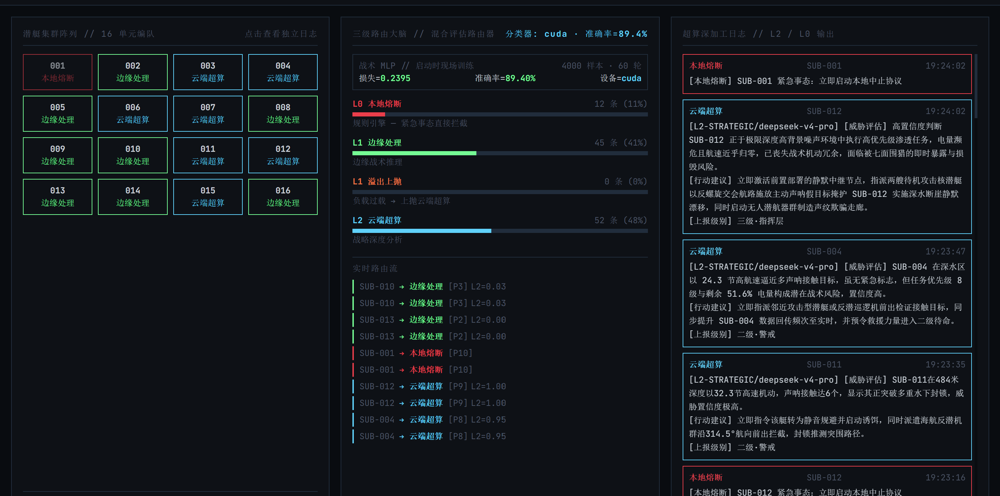 潜艇集群阵列 // 16 单元编队 点击查看独立日志
001 002 003 004
本地熔断 边缘处理 云端超算 云端超算
005 006 007 008
边缘处理 云端超算 云端超算 边缘处理
009 010 011 012
边缘处理 边缘处理 云端超算 云端超算
013 014 015 016
边缘处理 边缘处理 云端超算 边缘处理
三级路由大脑 // 混合评估路由器 分类器: cuda · 准确率=89.4%
战术 MLP // 启动时现场训练 4000 样本 · 60 轮
损失=0.2395 准确率=89.40% 设备=cuda
L0 本地熔断 12 条 (11%)
规则引擎 — 紧急事态直接拦截
L1 边缘处理 45 条 (41%)
边缘战术推理
L1 溢出上抛 0 条 (0%)
负载过载 → 上抛云端超算
L2 云端超算 52 条 (48%)
战略深度分析
实时路由流
SUB-010 → 边缘处理 [P3] L2=0.03
SUB-010 → 边缘处理 [P3] L2=0.03
SUB-013 → 边缘处理 [P2] L2=0.00
SUB-013 → 边缘处理 [P2] L2=0.00
SUB-001 → 本地熔断 [P10]
SUB-001 → 本地熔断 [P10]
SUB-012 → 云端超算 [P9] L2=1.00
SUB-012 → 云端超算 [P9] L2=1.00
SUB-004 → 云端超算 [P8] L2=0.95
SUB-004 → 云端超算 [P8] L2=0.95
超算深加工日志 // L2 / L0 输出
本地熔断 SUB-001 19:24:02
[本地熔断] SUB-001 紧急事态: 立即启动本地中止协议
云端超算 SUB-012 19:24:02
[L2-STRATEGIC/deepseek-v4-pro] [威胁评估] 高置信度判断
SUB-012 正于极限深度高背景噪声环境中执行高优先级渗透任务，电量濒
危且航速近乎归零，已丧失战术机动冗余，面临被七面围猎的即时暴露与损
毁风险。
[行动建议] 立即激活前置部署的静默中继节点，指派两艘待机攻击核潜艇
以反螺旋交会航路施放主动声呐假目标掩护 SUB-012 实施深水断崖静默
漂移，同时启动无人潜航器群制造声纹欺骗走廊。
[上报级别] 三级·指挥层
云端超算 SUB-004 19:23:47
[L2-STRATEGIC/deepseek-v4-pro] [威胁评估] SUB-004 在深水区
以 24.3 节高航速逼近多声呐接触目标，虽无紧急标志，但任务优先级 8
级与剩余 51.6% 电量构成潜在战术风险，置信度高。
[行动建议] 立即指派邻近攻击型潜艇或反潜巡逻机前出检证接触目标，同
步提升 SUB-004 数据回传频次至实时，并预令救援力量进入二级待命。
[上报级别] 二级·警戒
云端超算 SUB-011 19:23:35
[L2-STRATEGIC/deepseek-v4-pro] [威胁评估] SUB-011在484米
深度以32.3节高速机动，声呐接触达6个，显示其正突破多重水下封锁，威
胁置信度极高。
[行动建议] 立即指令该艇转为静音规避并启动诱饵，同时派遣海航反潜机
群沿314.5°航向前出拦截，封锁推测突围路径。
[上报级别] 二级·警戒
本地熔断 SUB-012 19:23:16
[本地熔断] SUB-012 紧急事态: 立即启动本地中止协议